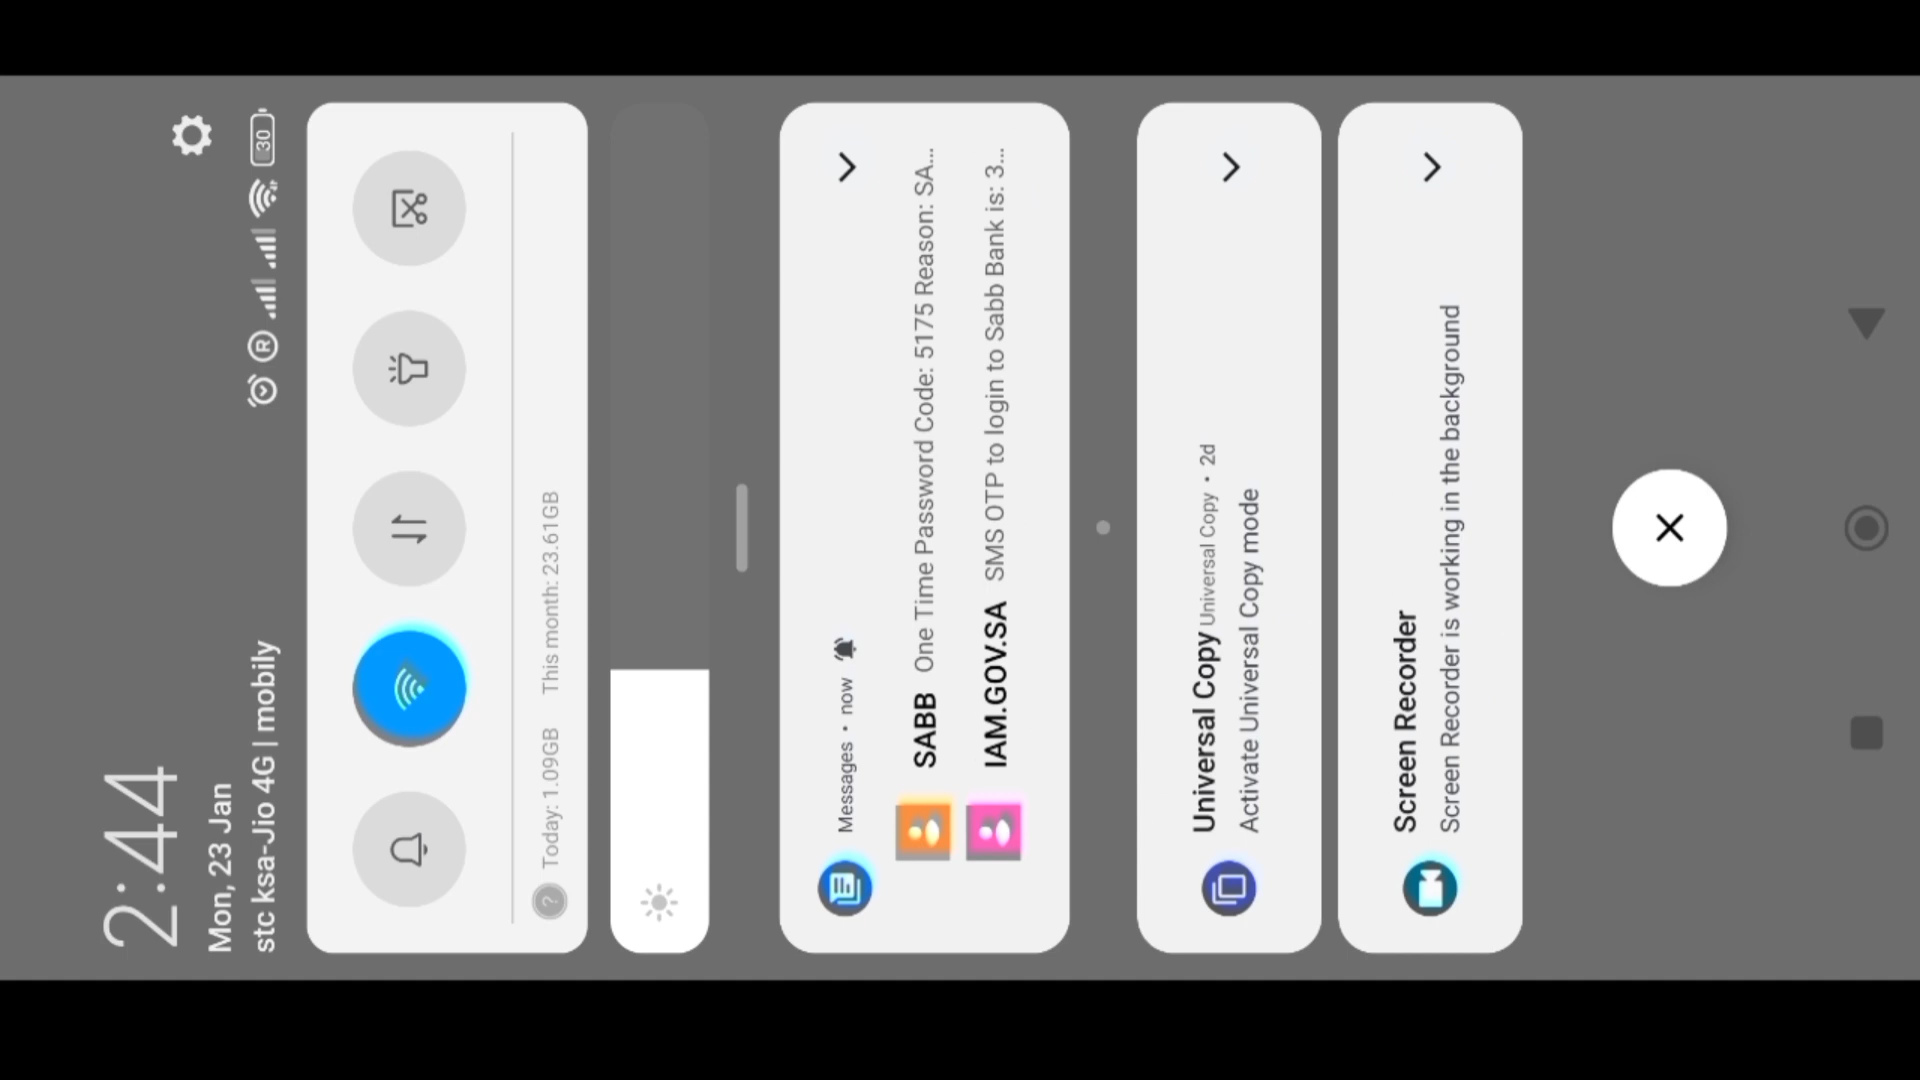 2:44
Mon, 23 Jan
stc ksa-Jio 4G | mobily
R
30
? Today: 1.09GB This month: 23.61GB
Messages • now
SABB One Time Password Code: 5175 Reason: SA...
IAM.GOV.SA SMS OTP to login to Sabb Bank is: 3...
Universal Copy Universal Copy • 2d
Activate Universal Copy mode
Screen Recorder
Screen Recorder is working in the background